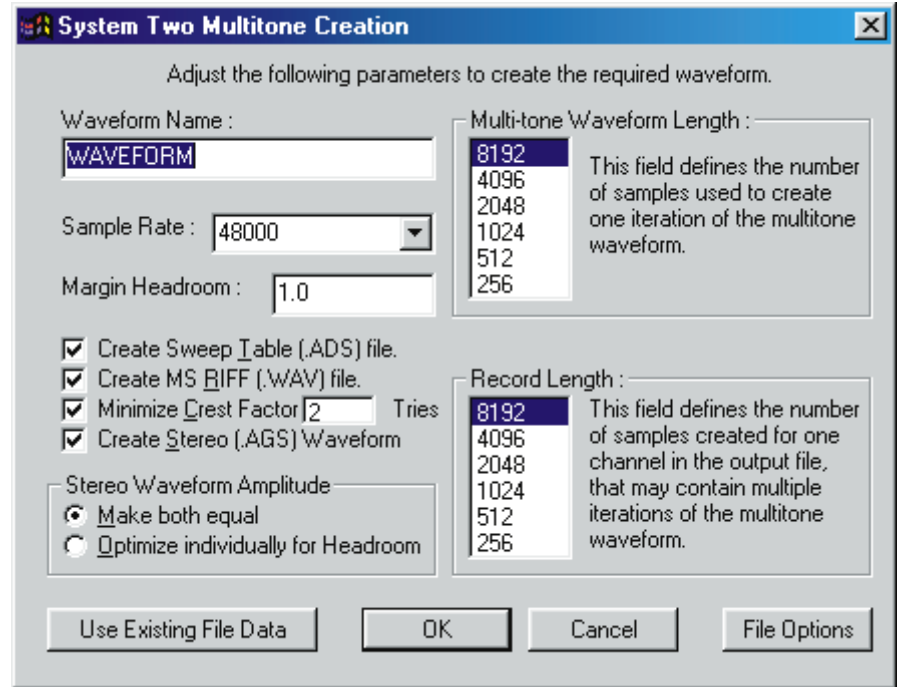 System Two Multitone Creation
Adjust the following parameters to create the required waveform.
Waveform Name :
WAVEFORM
Sample Rate :
48000
Margin Headroom :
1.0
Create Sweep Table (.ADS) file.
Create MS RIFF (.WAV) file.
Minimize Crest Factor 2 Tries
Create Stereo (.AGS) Waveform
Stereo Waveform Amplitude
Make both equal
Optimize individually for Headroom
Multi-tone Waveform Length :
8192
4096
2048
1024
512
256
This field defines the number
of samples used to create
one iteration of the multitone
waveform.
Record Length :
8192
4096
2048
1024
512
256
This field defines the number
of samples created for one
channel in the output file,
that may contain multiple
iterations of the multitone
waveform.
Use Existing File Data
OK
Cancel
File Options